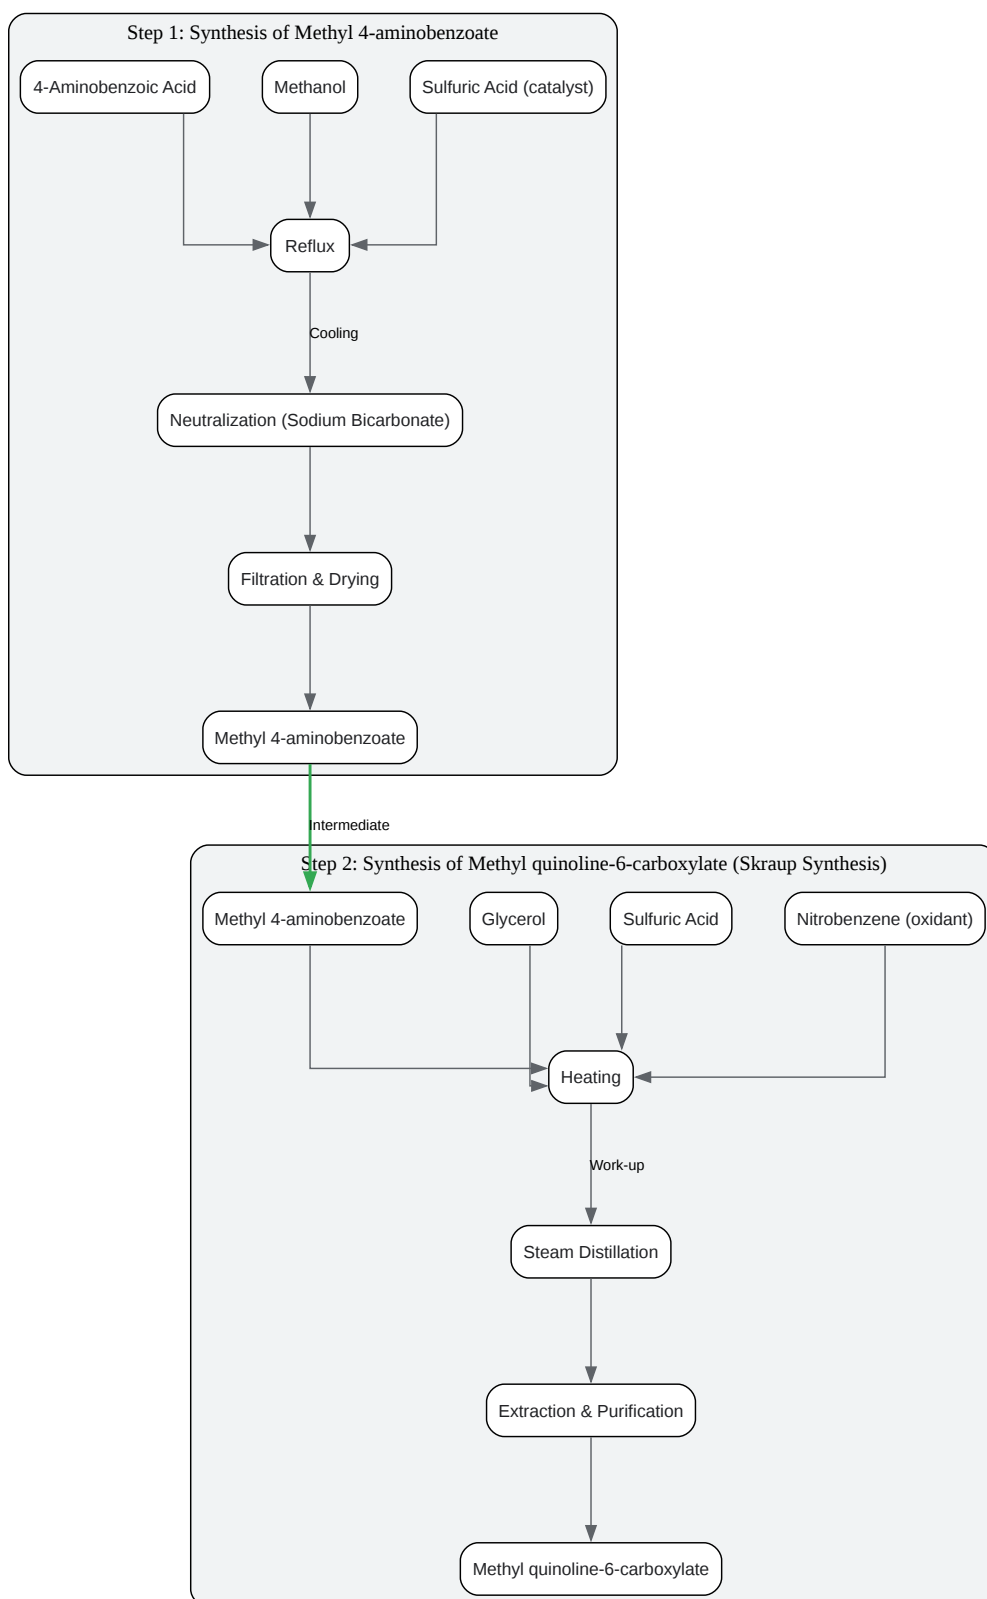 Step 1: Synthesis of Methyl 4-aminobenzoate
4-Aminobenzoic Acid
Methanol
Sulfuric Acid (catalyst)
Reflux
Cooling
Neutralization (Sodium Bicarbonate)
Filtration & Drying
Methyl 4-aminobenzoate
Intermediate
Step 2: Synthesis of Methyl quinoline-6-carboxylate (Skraup Synthesis)
Methyl 4-aminobenzoate
Glycerol
Sulfuric Acid
Nitrobenzene (oxidant)
Heating
Work-up
Steam Distillation
Extraction & Purification
Methyl quinoline-6-carboxylate